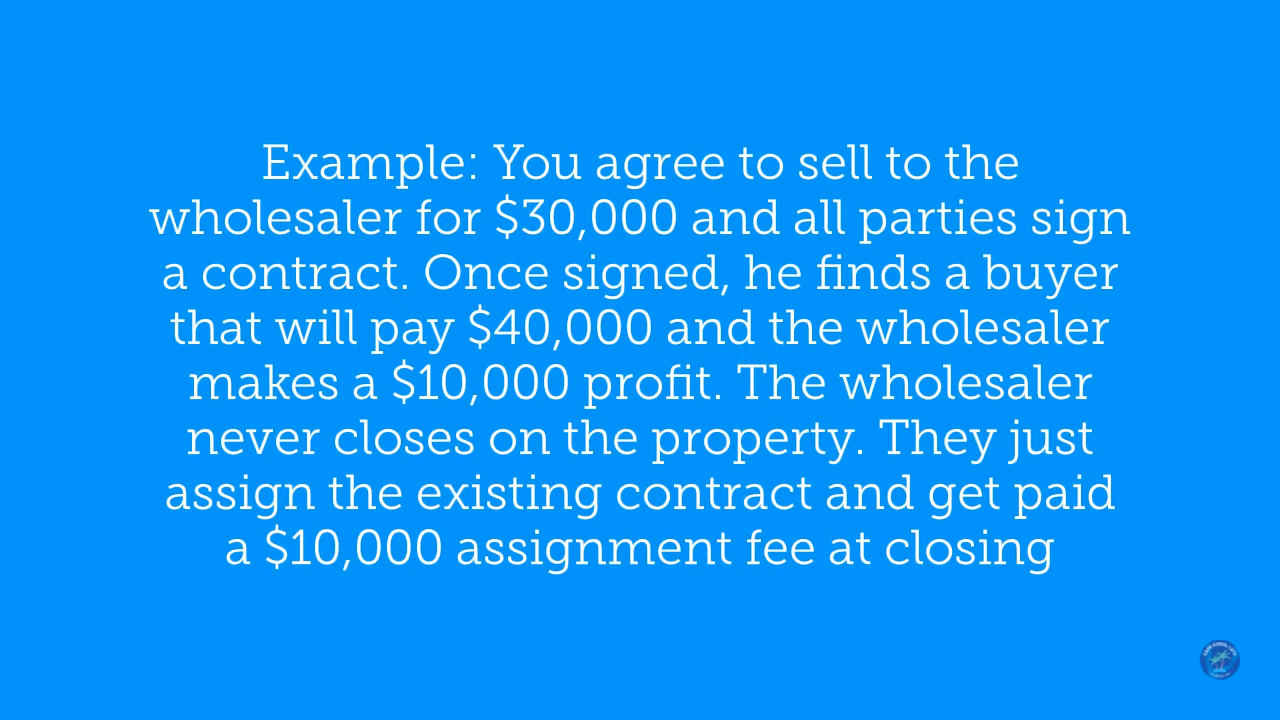 Example: You agree to sell to the
wholesaler for $30,000 and all parties sign
a contract. Once signed, he finds a buyer
that will pay $40,000 and the wholesaler
makes a $10,000 profit. The wholesaler
never closes on the property. They just
assign the existing contract and get paid
a $10,000 assignment fee at closing